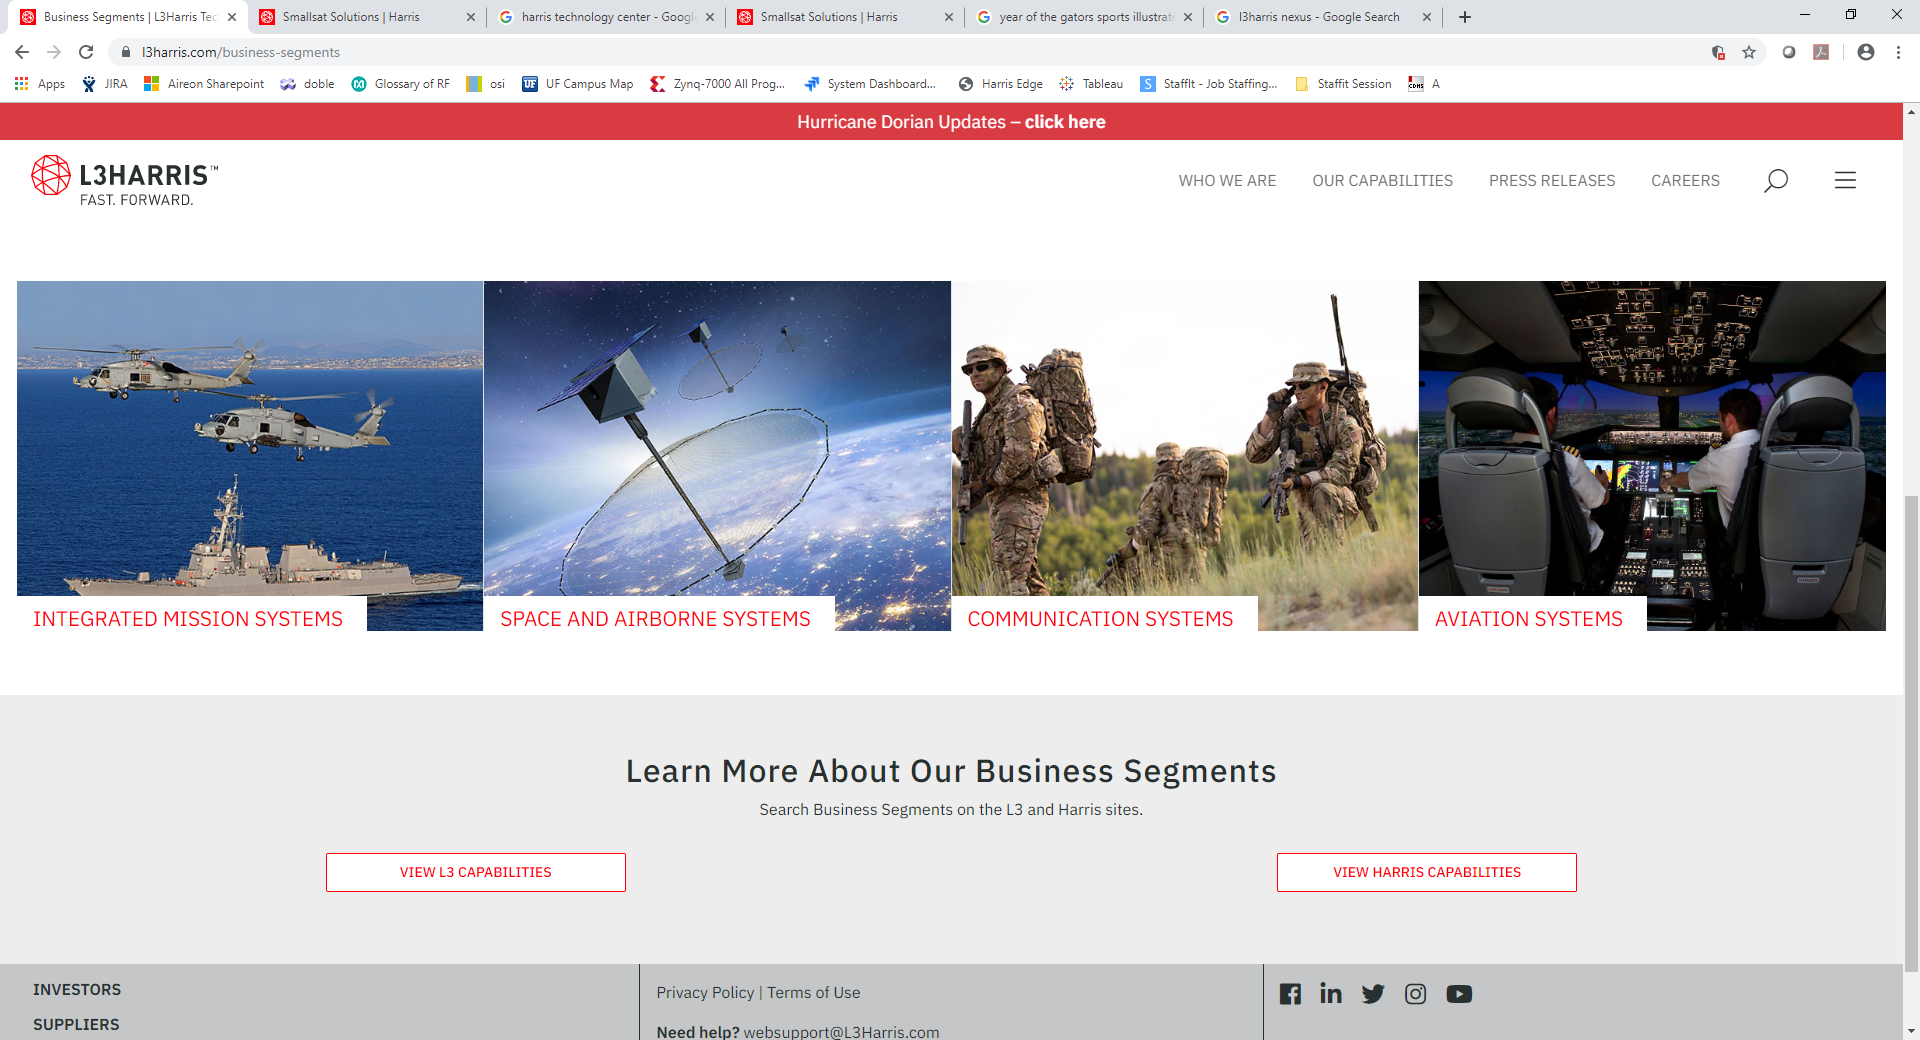 Business Segments | L3Harris Tec
Smallsat Solutions | Harris
harris technology center - Googl
Smallsat Solutions | Harris
year of the gators sports illustrat
l3harris nexus - Google Search
l3harris.com/business-segments
Apps
JIRA
Aireon Sharepoint
doble
Glossary of RF
osi
UF Campus Map
Zynq-7000 All Prog...
System Dashboard...
Harris Edge
Tableau
StaffIt - Job Staffing...
Staffit Session
A
Hurricane Dorian Updates – click here
L3HARRIS™
FAST. FORWARD.
WHO WE ARE
OUR CAPABILITIES
PRESS RELEASES
CAREERS
INTEGRATED MISSION SYSTEMS
SPACE AND AIRBORNE SYSTEMS
COMMUNICATION SYSTEMS
AVIATION SYSTEMS
Learn More About Our Business Segments
Search Business Segments on the L3 and Harris sites.
VIEW L3 CAPABILITIES
VIEW HARRIS CAPABILITIES
INVESTORS
SUPPLIERS
Privacy Policy | Terms of Use
Need help? websupport@L3Harris.com